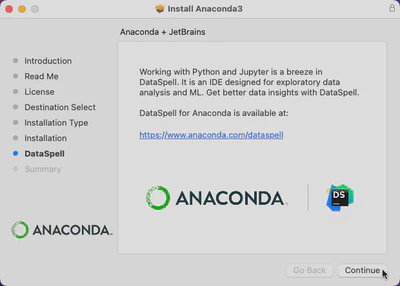 Install Anaconda3
Anaconda + JetBrains
Introduction
Read Me
License
Destination Select
Installation Type
Installation
DataSpell
Summary
Working with Python and Jupyter is a breeze in
DataSpell. It is an IDE designed for exploratory data
analysis and ML. Get better data insights with DataSpell.
DataSpell for Anaconda is available at:
https://www.anaconda.com/dataspell
ANACONDA.
DS
ANACONDA.
Go Back
Continue